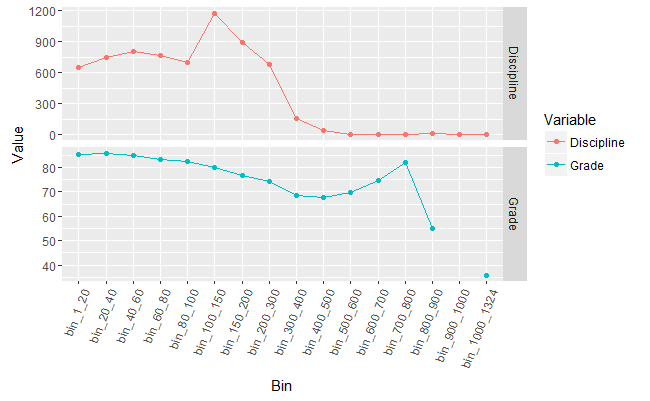 1200
900
600
300
0
Discipline
80
70
60
50
40
Grade
Value
bin_1_20
bin_20_40
bin_40_60
bin_60_80
bin_80_100
bin_100_150
bin_150_200
bin_200_300
bin_300_400
bin_400_500
bin_500_600
bin_600_700
bin_700_800
bin_800_900
bin_900_1000
bin_1000_1324
Bin
Variable
Discipline
Grade